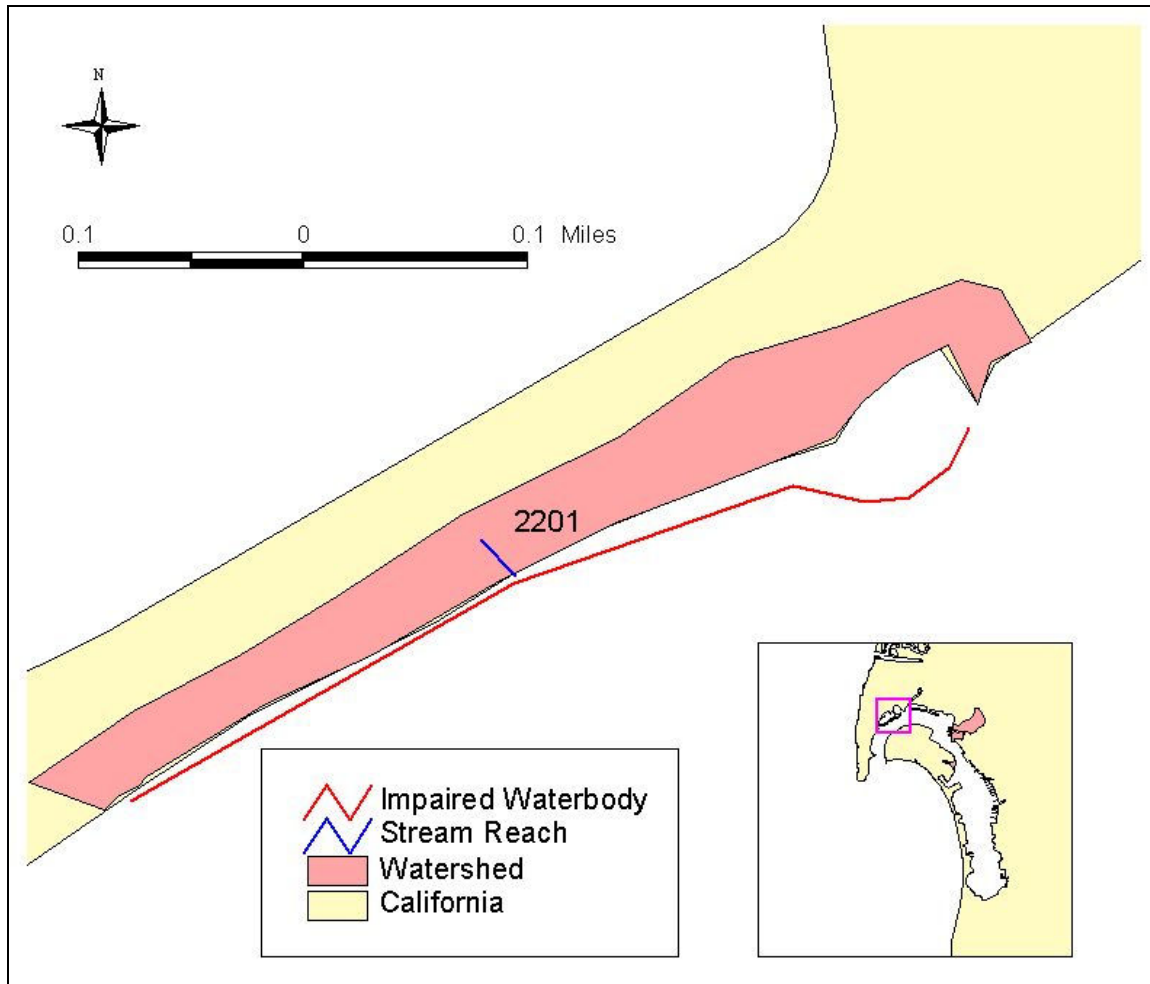 N
0.1 0 0.1 Miles
2201
Impaired Waterbody
Stream Reach
Watershed
California